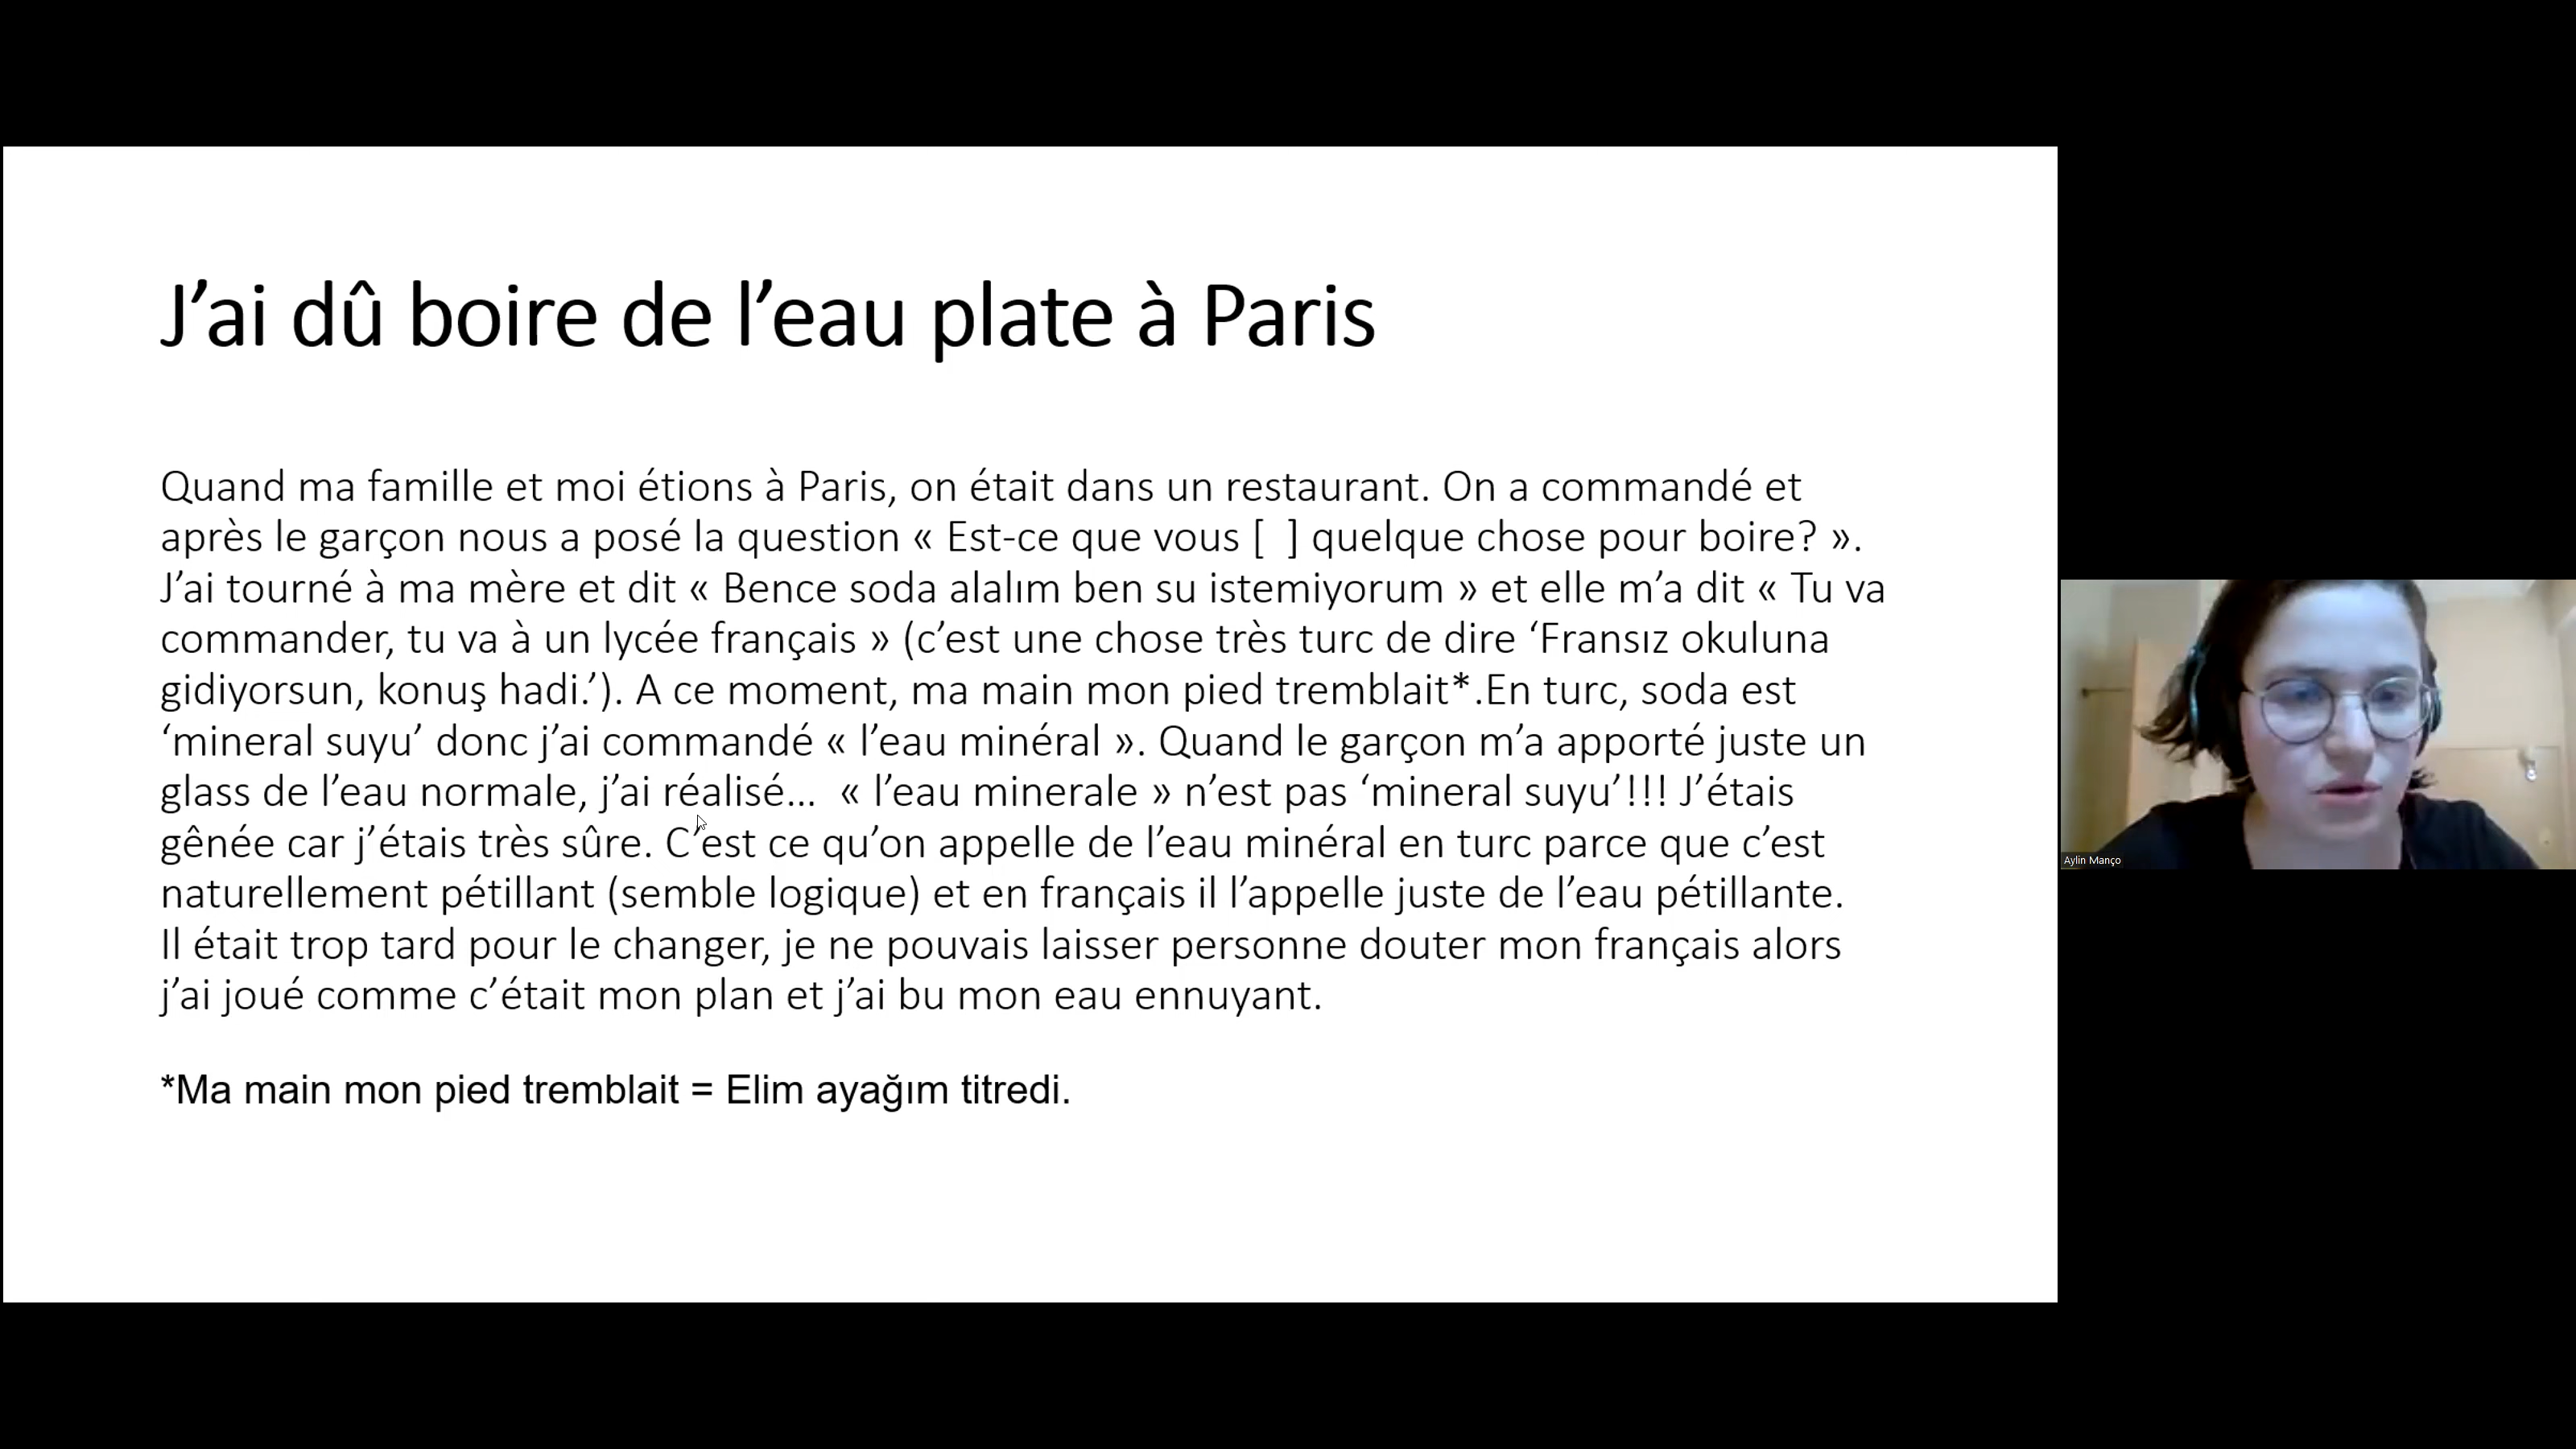 J’ai dû boire de l’eau plate à Paris
Quand ma famille et moi étions à Paris, on était dans un restaurant. On a commandé et
après le garçon nous a posé la question « Est-ce que vous [  ] quelque chose pour boire? ».
J’ai tourné à ma mère et dit « Bence soda alalım ben su istemiyorum » et elle m’a dit « Tu va
commander, tu va à un lycée français » (c’est une chose très turc de dire ‘Fransız okuluna
gidiyorsun, konuş hadi.’). A ce moment, ma main mon pied tremblait*.En turc, soda est
‘mineral suyu’ donc j’ai commandé « l’eau minéral ». Quand le garçon m’a apporté juste un
glass de l’eau normale, j’ai réalisé…  « l’eau minerale » n’est pas ‘mineral suyu’!!! J’étais
gênée car j’étais très sûre. C’est ce qu’on appelle de l’eau minéral en turc parce que c’est
naturellement pétillant (semble logique) et en français il l’appelle juste de l’eau pétillante.
Il était trop tard pour le changer, je ne pouvais laisser personne douter mon français alors
j’ai joué comme c’était mon plan et j’ai bu mon eau ennuyant.
*Ma main mon pied tremblait = Elim ayağım titredi.
Aylin Manço